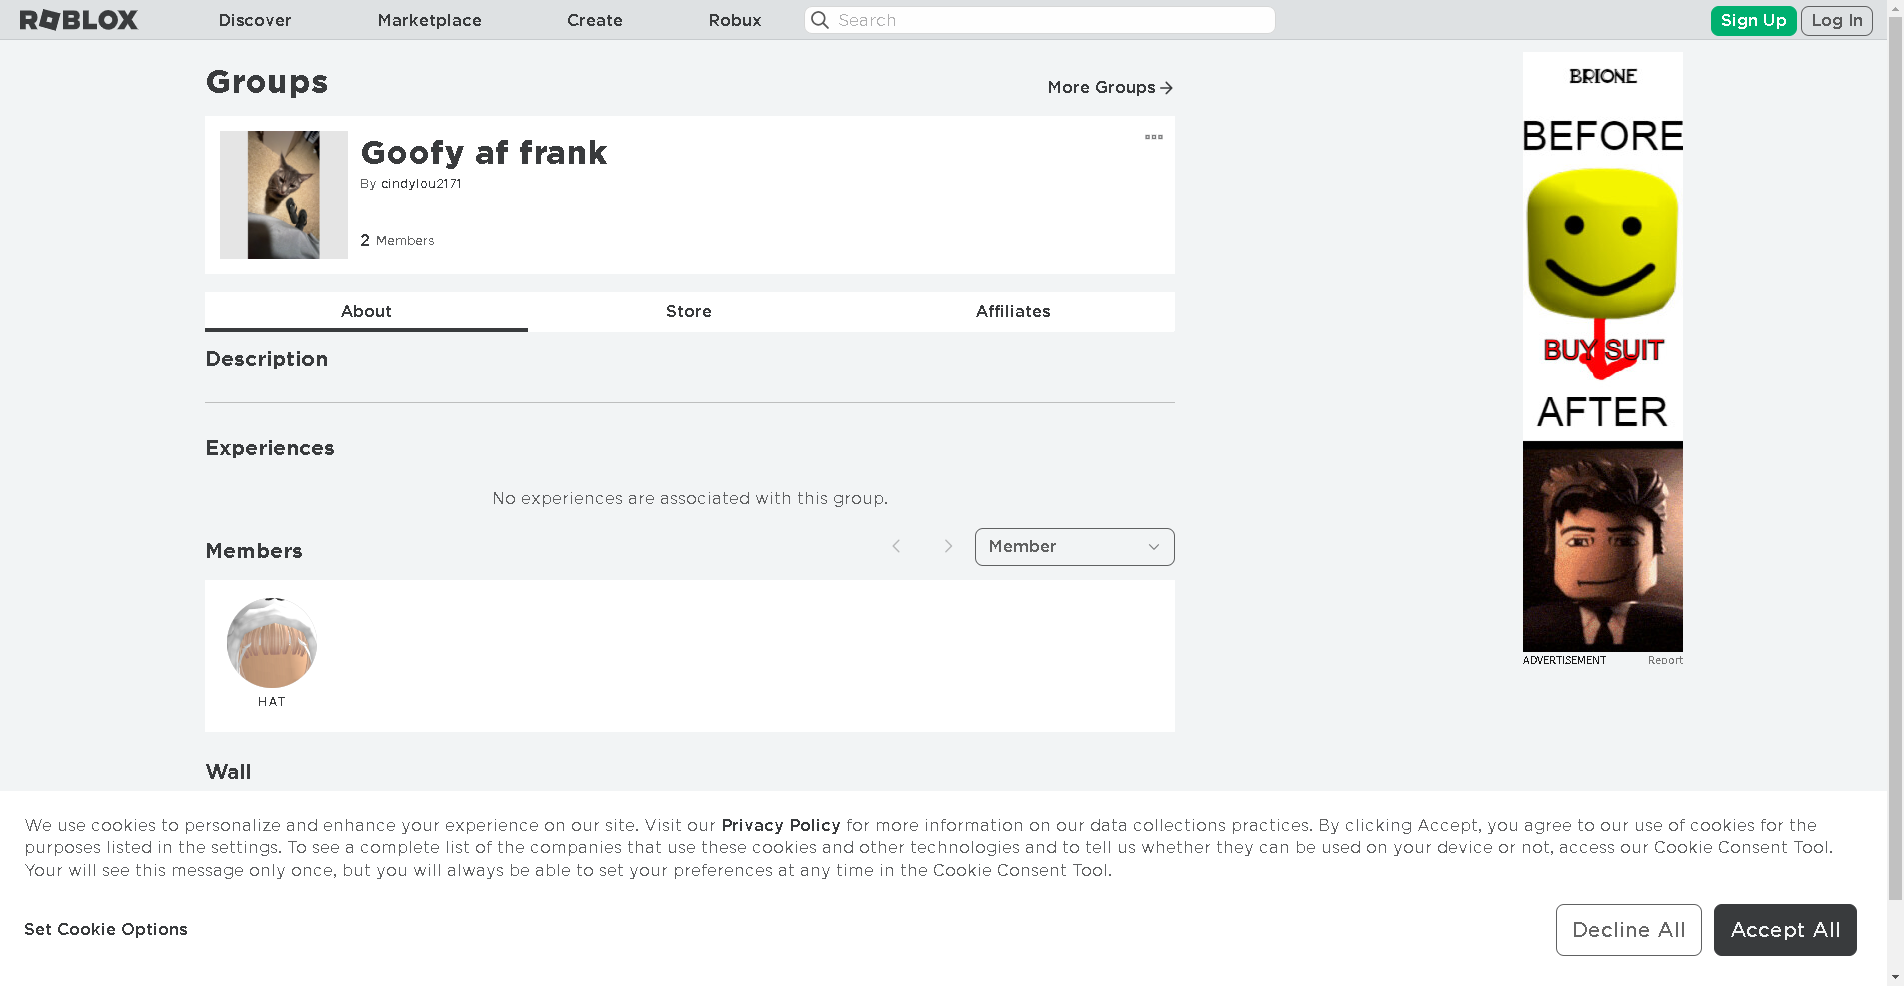 ROBLOX
Discover
Marketplace
Create
Robux
Search
Sign Up
Log In
Groups
More Groups
Goofy af frank
By cindylou2171
2 Members
About
Store
Affiliates
Description
Experiences
No experiences are associated with this group.
Members
Member
HAT
Wall
BRIONE
BEFORE
BUY SUIT
AFTER
ADVERTISEMENT
Report
We use cookies to personalize and enhance your experience on our site. Visit our Privacy Policy for more information on our data collections practices. By clicking Accept, you agree to our use of cookies for the
purposes listed in the settings. To see a complete list of the companies that use these cookies and other technologies and to tell us whether they can be used on your device or not, access our Cookie Consent Tool.
Your will see this message only once, but you will always be able to set your preferences at any time in the Cookie Consent Tool.
Set Cookie Options
Decline All
Accept All